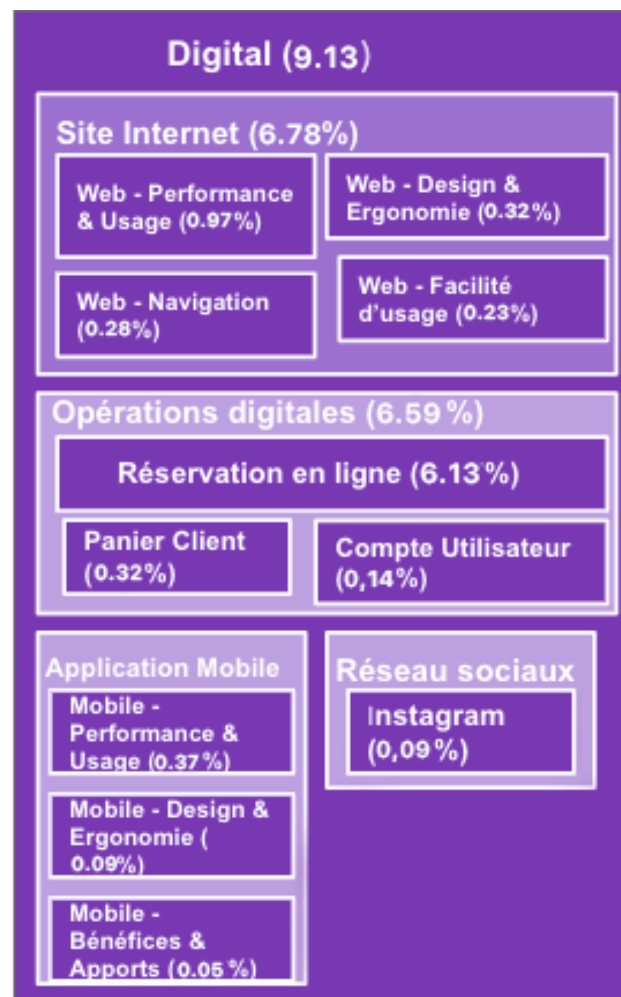 Digital (9.13)
Site Internet (6.78%)
Web - Performance
& Usage (0.97%)
Web - Design &
Ergonomie (0.32%)
Web - Navigation
(0.28%)
Web - Facilité
d'usage (0.23%)
Opérations digitales (6.59%)
Réservation en ligne (6.13%)
Panier Client
(0.32%)
Compte Utilisateur
(0,14%)
Application Mobile
Mobile -
Performance &
Usage (0.37%)
Mobile - Design &
Ergonomie (
0.09%)
Mobile -
Bénéfices &
Apports (0.05%)
Réseau sociaux
Instagram
(0,09%)